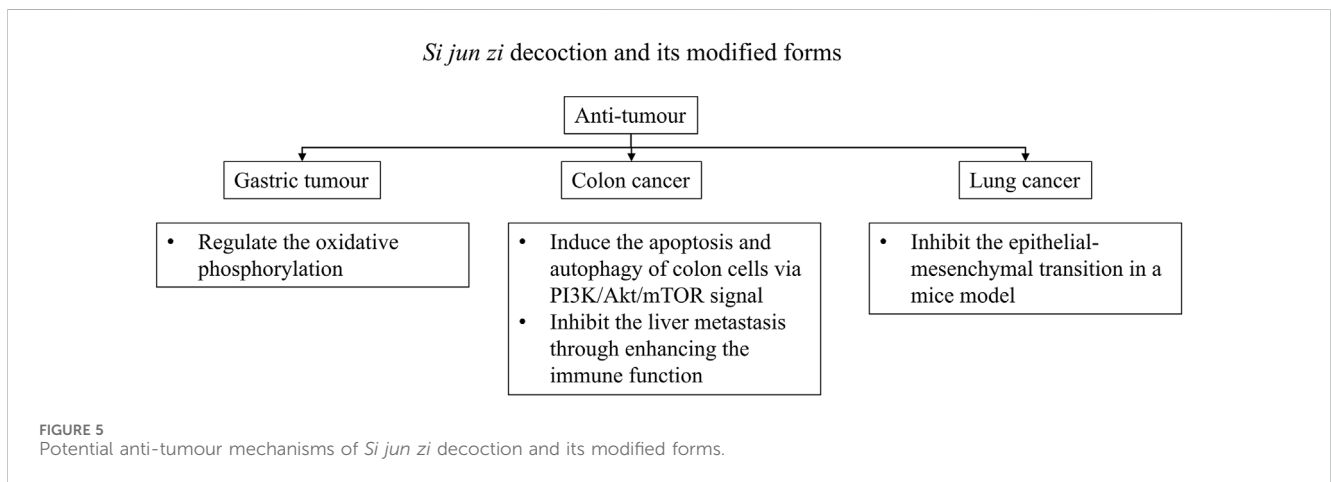 Si jun zi decoction and its modified forms
Anti-tumour
Gastric tumour
Colon cancer
Lung cancer
• Regulate the oxidative
phosphorylation
• Induce the apoptosis and
autophagy of colon cells via
PI3K/Akt/mTOR signal
• Inhibit the liver metastasis
through enhancing the
immune function
• Inhibit the epithelial-
mesenchymal transition in a
mice model
FIGURE 5
Potential anti-tumour mechanisms of Si jun zi decoction and its modified forms.